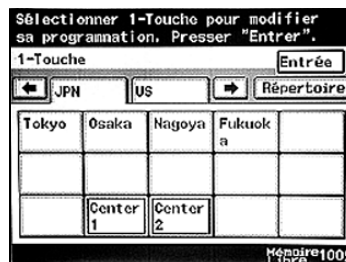 Sélectionner 1-Touche pour modifier
sa programmation. Presser "Entrer".
1-Touche
Entrée
JPN US Répertoire
Tokyo Osaka Nagoya Fukuok
a
Center Center
1 2
Mémoire 100%
Libre